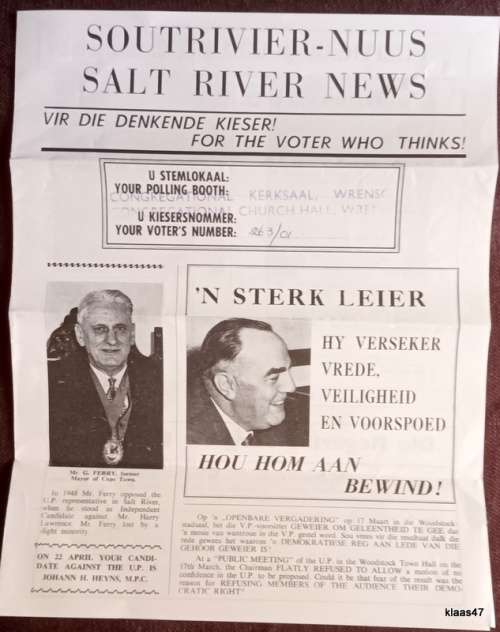 SOUTRIVIER-NUUS
SALT RIVER NEWS
VIR DIE DENKENDE KIESER!
FOR THE VOTER WHO THINKS!
U STEMLOKAAL:
YOUR POLLING BOOTH:
CONGREGATIONAL KERKSAAL, WRENSC
CONGREGATIONAL CHURCH HALL,
U KIESERSNOMMER:
YOUR VOTER'S NUMBER: 263/01
Mr. G. FERRY, former
Mayor of Cape Town.
In 1948 Mr. Ferry opposed the
U.P. representative in Salt River,
when he stood as Independent
Candidate against Mr. Harry
Lawrence. Mr. Ferry lost by a
slight minority
ON 22 APRIL YOUR CANDI-
DATE AGAINST THE U.P. IS
JOHANN H. HEYNS, M.P.C.
'N STERK LEIER
HY VERSEKER
VREDE,
VEILIGHEID
EN VOORSPOED
HOU HOM AAN
BEWIND!
Op 'n „OPENBARE VERGADERING" op 17 Maart in die Woodstock-
stadsaal, het die V.P.-voorsitter GEWEIER OM GELEENTHEID TE GEE dat
'n mosie van wantroue in die V.P. gestel word. Sou vrees vir die resultaat dalk die
rede gewees het waarom 'n DEMOKRATIESE REG AAN LEDE VAN DIE
GEHOOR GEWEIER IS?
At a "PUBLIC MEETING" of the U.P. in the Woodstock Town Hall on the
17th March, the Chairman FLATLY REFUSED TO ALLOW a motion of no
confidence in the U.P. to be proposed. Could it be that fear of the result was the
reason for REFUSING MEMBERS OF THE AUDIENCE THEIR DEMO-
CRATIC RIGHT"
klaas47